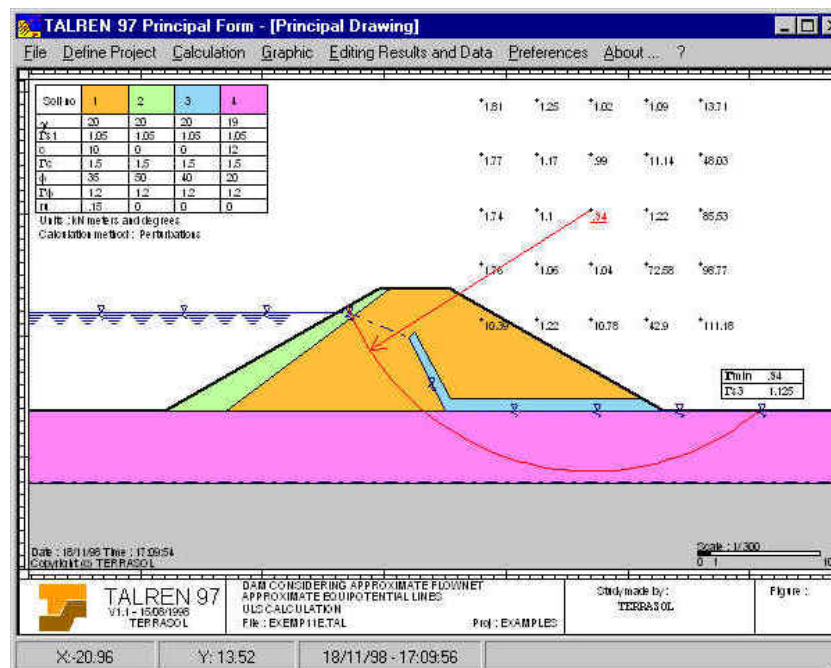 TALREN 97 Principal Form - [Principal Drawing]
File Define Project Calculation Graphic Editing Results and Data Preferences About ... ?
Soil no 1 2 3 4
γ 20 20 20 19
Γs1 1.05 1.05 1.05 1.05
c 10 0 0 12
Γc 1.5 1.5 1.5 1.5
ϕ 35 50 40 20
Γϕ 1.2 1.2 1.2 1.2
ru .15 0 0 0
Units : kN meters and degrees
Calculation method : Perturbations
1.81 1.25 1.02 1.09 13.71
1.77 1.17 .99 11.14 48.03
1.74 1.1 .94 1.22 85.53
1.76 1.06 1.04 72.58 98.77
10.39 1.22 10.78 42.9 111.18
Γmin .94
Γs3 1.125
Date : 18/11/98 Time : 17:09:54
Copyright (c) TERRASOL
Scale : 1/300
0 1 10
TALREN 97
V1.1 - 15/06/1998
TERRASOL
DAM CONSIDERING APPROXIMATE FLOWNET
APPROXIMATE EQUIPOTENTIAL LINES
ULS CALCULATION
File : EXEMP11E.TAL Proj : EXAMPLES
Study made by :
TERRASOL
Figure :
X:-20.96 Y: 13.52 18/11/98 - 17:09:56